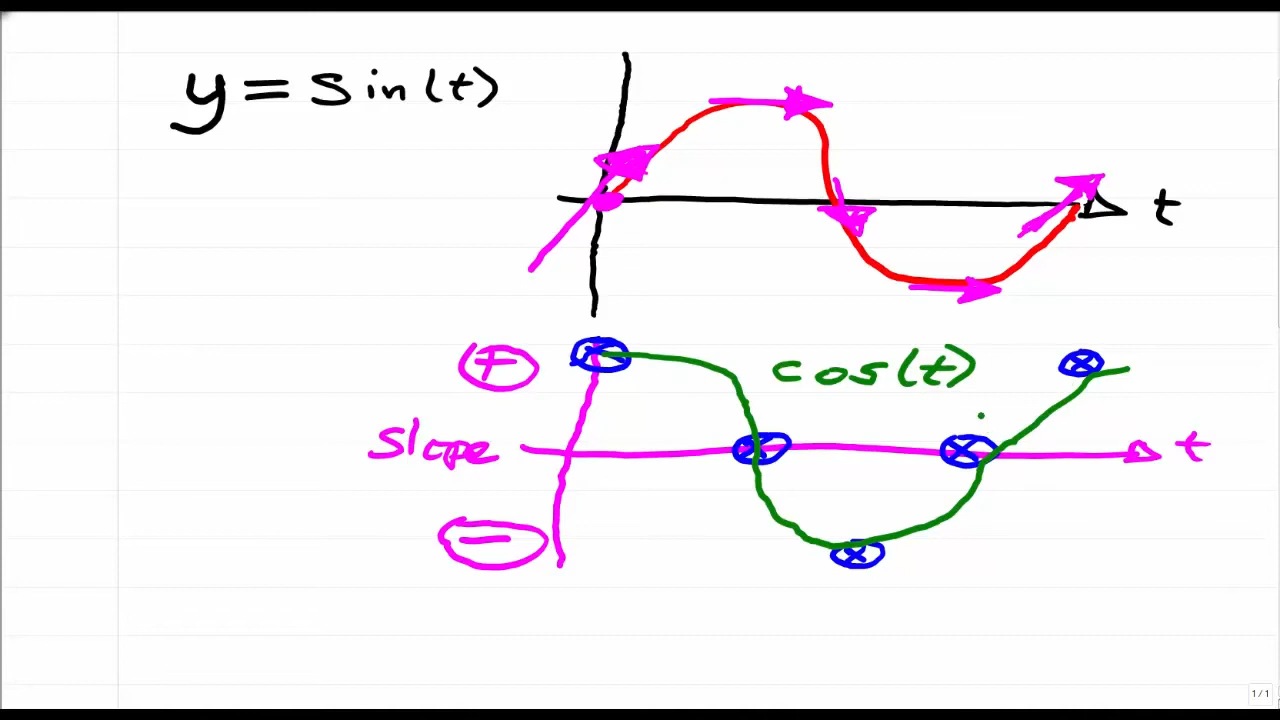 y = sin(t)
t
+
cos(t)
slope
t
−
1/1